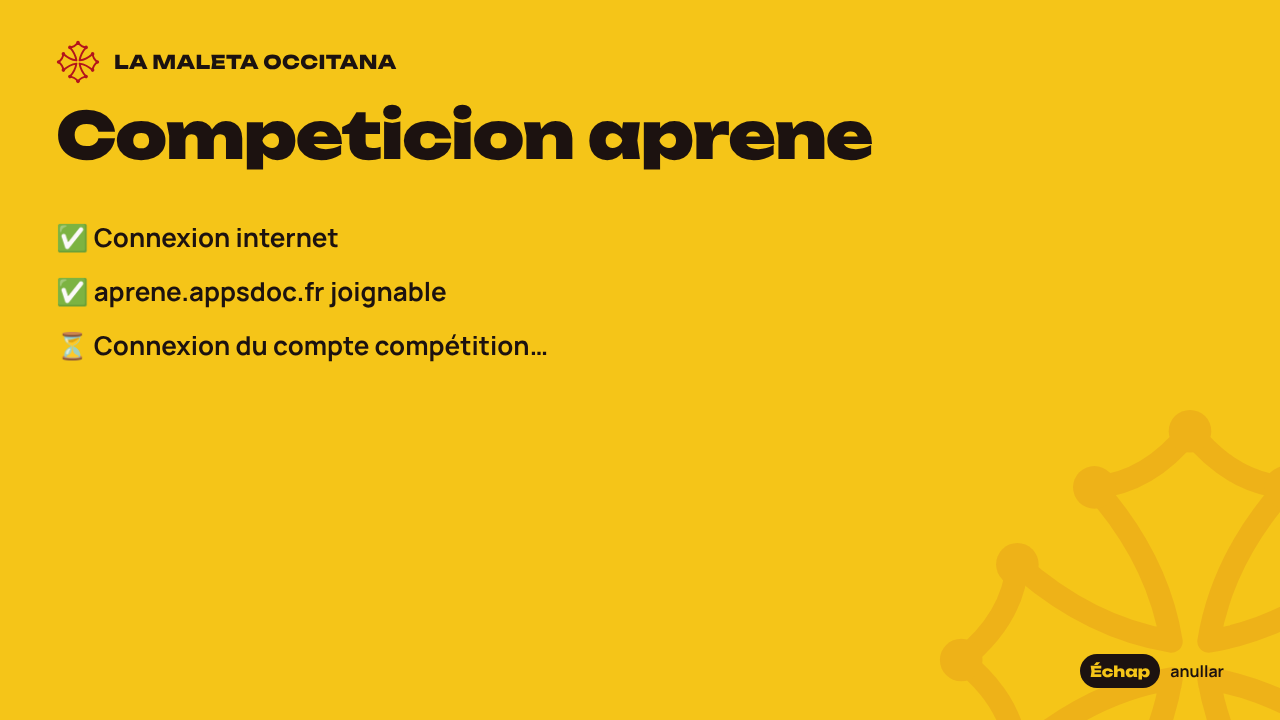 LA MALETA OCCITANA
Competicion aprene
✅ Connexion internet
✅ aprene.appsdoc.fr joignable
⏳ Connexion du compte compétition…
Échap anullar